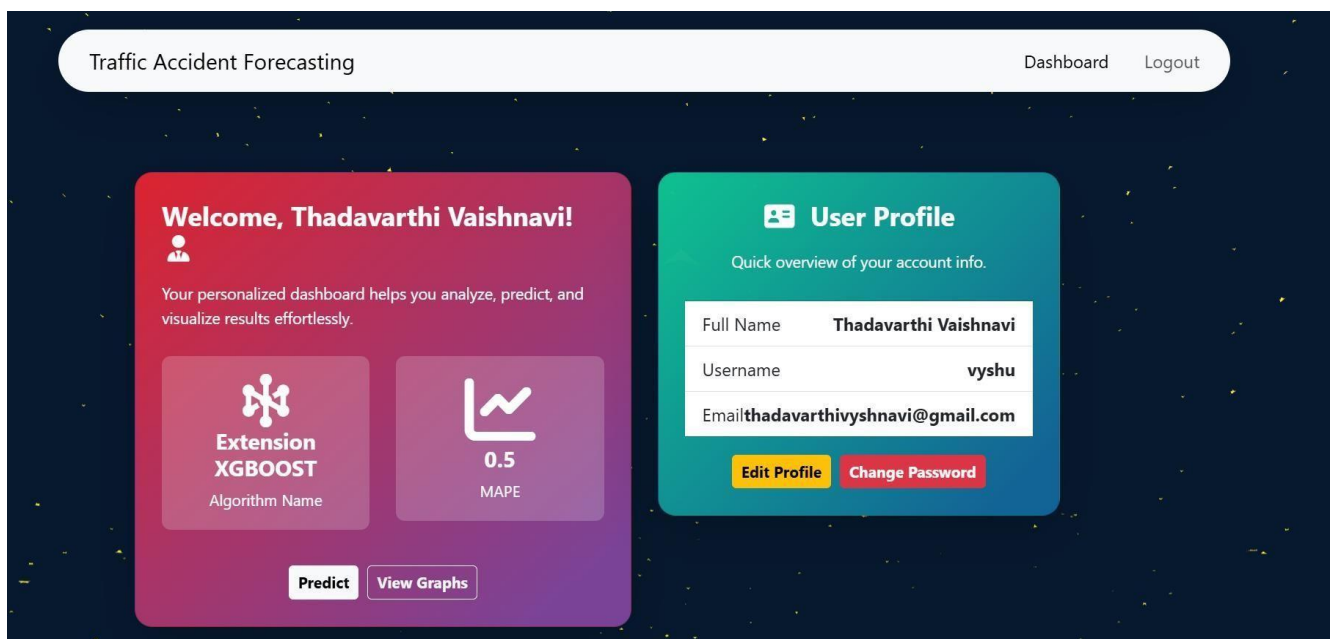 Traffic Accident Forecasting
Dashboard
Logout
Welcome, Thadavarthi Vaishnavi!
Your personalized dashboard helps you analyze, predict, and
visualize results effortlessly.
Extension
XGBOOST
Algorithm Name
0.5
MAPE
Predict
View Graphs
User Profile
Quick overview of your account info.
Full Name Thadavarthi Vaishnavi
Username vyshu
Emailthadavarthivyshnavi@gmail.com
Edit Profile
Change Password